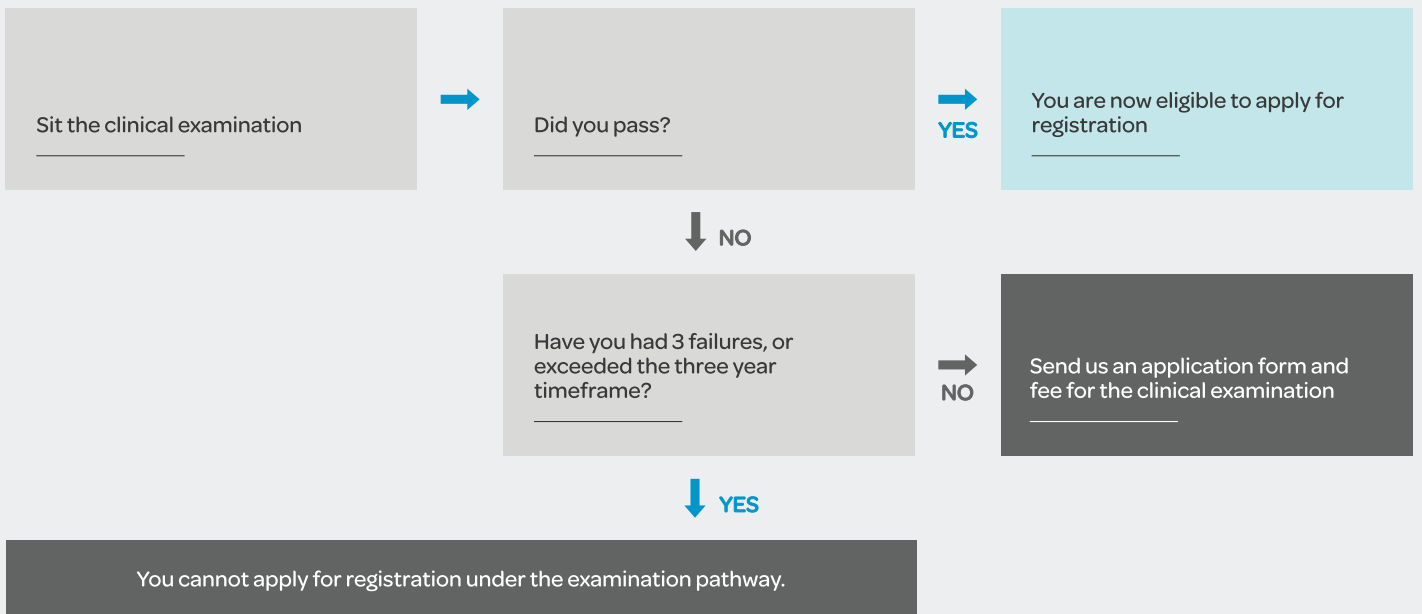 Sit the clinical examination
Did you pass?
YES
You are now eligible to apply for
registration
NO
Have you had 3 failures, or
exceeded the three year
timeframe?
NO
Send us an application form and
fee for the clinical examination
YES
You cannot apply for registration under the examination pathway.